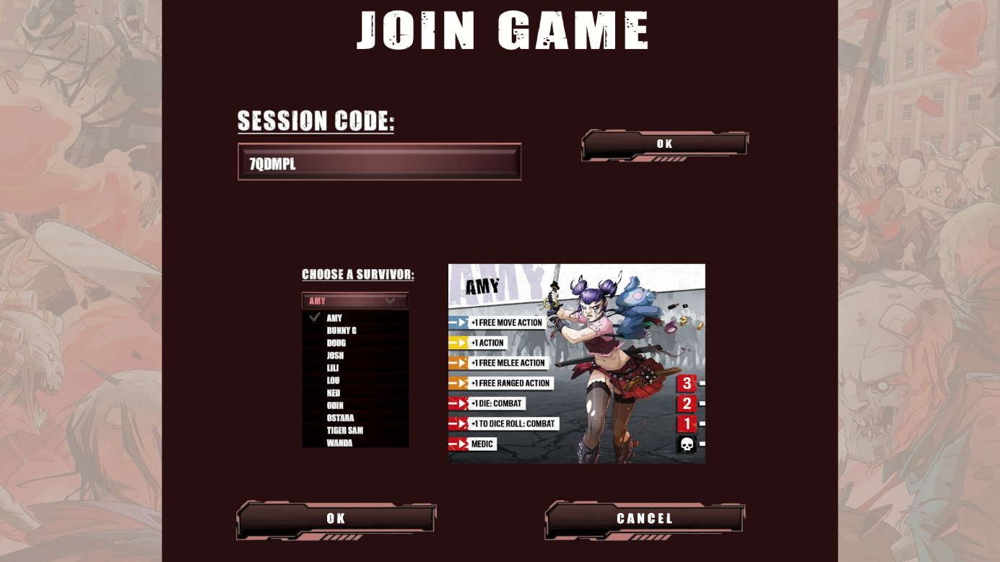 JOIN GAME
SESSION CODE:
7QDMPL
OK
CHOOSE A SURVIVOR:
AMY
AMY
BUNNY G
DOUG
JOSH
LILI
LOU
NED
ODIN
OSTARA
TIGER SAM
WANDA
AMY
AMY
+1 FREE MOVE ACTION
+1 ACTION
+1 FREE MELEE ACTION
+1 FREE RANGED ACTION
+1 DIE: COMBAT
+1 TO DICE ROLL: COMBAT
MEDIC
3
2
1
OK
CANCEL